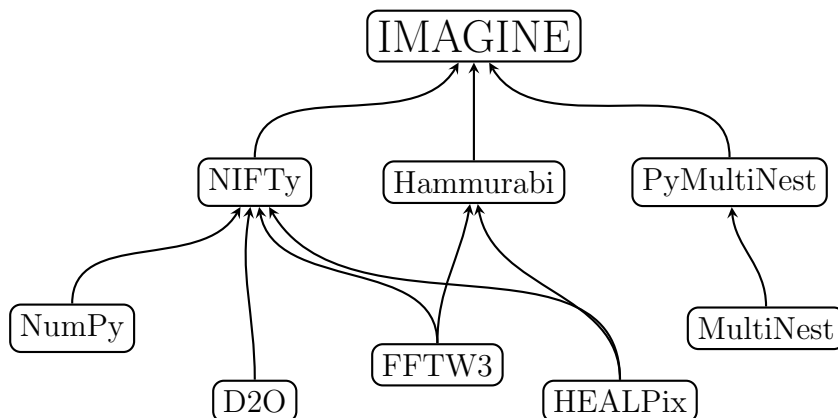 IMAGINE
NIFTy
Hammurabi
PyMultiNest
NumPy
MultiNest
FFTW3
D2O
HEALPix